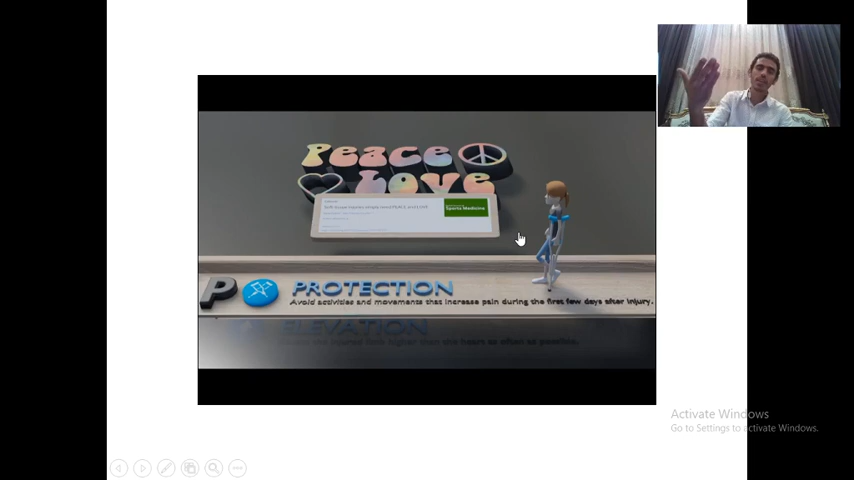 Peace
Love
Sports Medicine
P PROTECTION
Avoid activities and movements that increase pain during the first few days after injury.
ELEVATION
Activate Windows
Go to Settings to activate Windows.